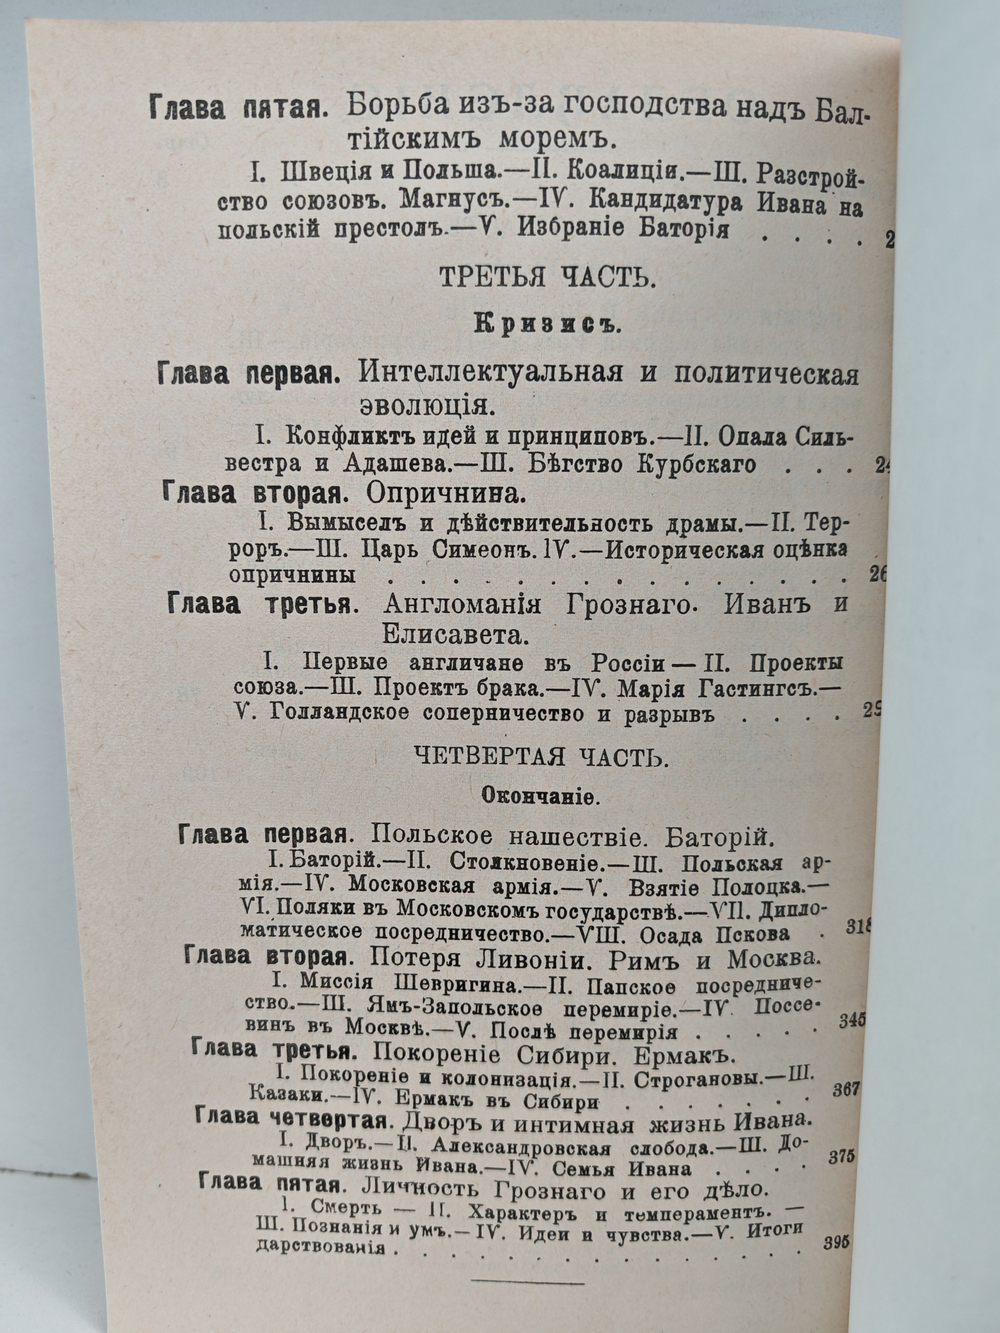 Глава пятая. Борьба изъ-за господства надъ Бал-
тійскимъ моремъ.
I. Швеція и Польша.—II. Коалиціи.—III. Разстрой-
ство союзовъ. Магнусъ.—IV. Кандидатура Ивана на
польскій престолъ.—V. Избраніе Баторія . . . . 2
ТРЕТЬЯ ЧАСТЬ.
Кризисъ.
Глава первая. Интеллектуальная и политическая
эволюція.
I. Конфликтъ идей и принциповъ.—II. Опала Силь-
вестра и Адашева.—III. Бѣгство Курбскаго . . . 24
Глава вторая. Опричнина.
I. Вымыселъ и дѣйствительность драмы.—II. Тер-
роръ.—III. Царь Симеонъ. IV.—Историческая оцѣнка
опричнины . . . . . . . . . . . . . . . 26
Глава третья. Англоманія Грознаго. Иванъ и
Елисавета.
I. Первые англичане въ Россіи — II. Проекты
союза.—III. Проектъ брака.—IV. Марія Гастингсъ.—
V. Голландское соперничество и разрывъ . . . . 29
ЧЕТВЕРТАЯ ЧАСТЬ.
Окончаніе.
Глава первая. Польское нашествіе. Баторій.
I. Баторій.—II. Столкновеніе.—III. Польская ар-
мія.—IV. Московская армія.—V. Взятіе Полоцка.—
VI. Поляки въ Московскомъ государствѣ.—VII. Дипло-
матическое посредничество.—VIII. Осада Пскова . 318
Глава вторая. Потеря Ливоніи. Римъ и Москва.
I. Миссія Шевригина.—II. Папское посредниче-
ство.—III. Ямъ-Запольское перемиріе.—IV. Поссе-
винъ въ Москвѣ.—V. Послѣ перемирія . . . . . 345
Глава третья. Покореніе Сибири. Ермакъ.
I. Покореніе и колонизація.—II. Строгановы.—III.
Казаки.—IV. Ермакъ въ Сибири . . . . . . . 367
Глава четвертая. Дворъ и интимная жизнь Ивана.
I. Дворъ.—II. Александровская слобода.—III. До-
машняя жизнь Ивана.—IV. Семья Ивана . . . . 375
Глава пятая. Личность Грознаго и его дѣло.
I. Смерть — II. Характеръ и темпераментъ. —
III. Познанія и умъ.—IV. Идеи и чувства.—V. Итоги
дарствованія . . . . . . . . . . . . . . 395